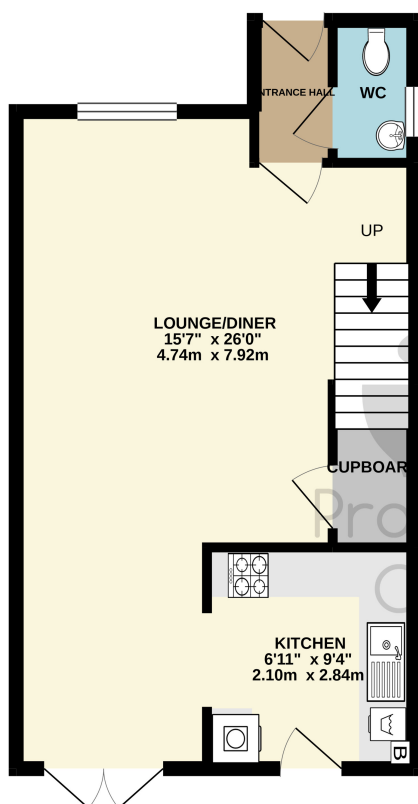 ENTRANCE HALL
WC
UP
LOUNGE/DINER
15'7" x 26'0"
4.74m x 7.92m
CUPBOAR
Pro
KITCHEN
6'11" x 9'4"
2.10m x 2.84m
B